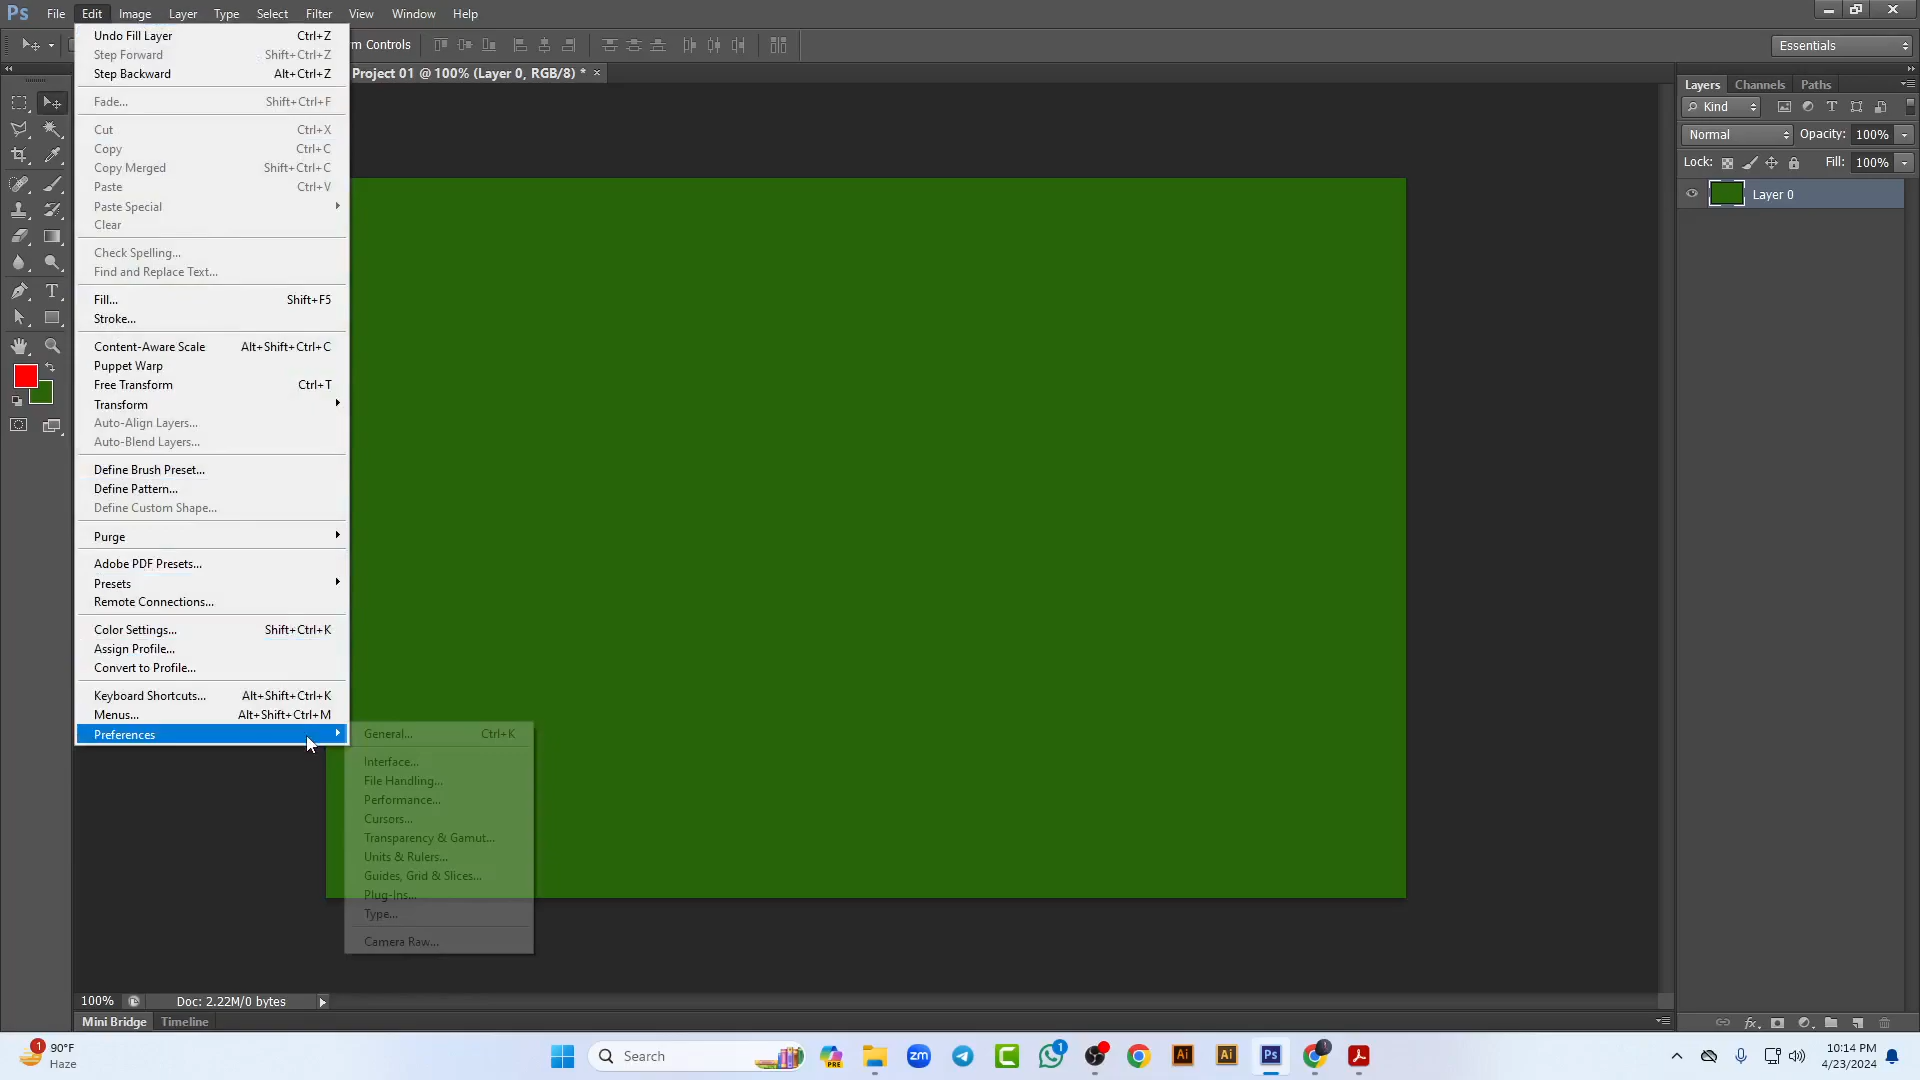 Ps File Edit Image Layer Type Select Filter View Window Help
m Controls Essentials
Project 01 @ 100% (Layer 0, RGB/8) * ×
Undo Fill Layer Ctrl+Z
Step Forward Shift+Ctrl+Z
Step Backward Alt+Ctrl+Z
Fade... Shift+Ctrl+F
Cut Ctrl+X
Copy Ctrl+C
Copy Merged Shift+Ctrl+C
Paste Ctrl+V
Paste Special
Clear
Check Spelling...
Find and Replace Text...
Fill... Shift+F5
Stroke...
Content-Aware Scale Alt+Shift+Ctrl+C
Puppet Warp
Free Transform Ctrl+T
Transform
Auto-Align Layers...
Auto-Blend Layers...
Define Brush Preset...
Define Pattern...
Define Custom Shape...
Purge
Adobe PDF Presets...
Presets
Remote Connections...
Color Settings... Shift+Ctrl+K
Assign Profile...
Convert to Profile...
Keyboard Shortcuts... Alt+Shift+Ctrl+K
Menus... Alt+Shift+Ctrl+M
Preferences
General... Ctrl+K
Interface...
File Handling...
Performance...
Cursors...
Transparency & Gamut...
Units & Rulers...
Guides, Grid & Slices...
Plug-Ins...
Type...
Camera Raw...
Layers Channels Paths
Kind
Normal Opacity: 100%
Lock: Fill: 100%
Layer 0
100% Doc: 2.22M/0 bytes
Mini Bridge Timeline
1 90°F
Haze
Search
PRE
zm
1
Ai
Ai
Ps
10:14 PM
4/23/2024